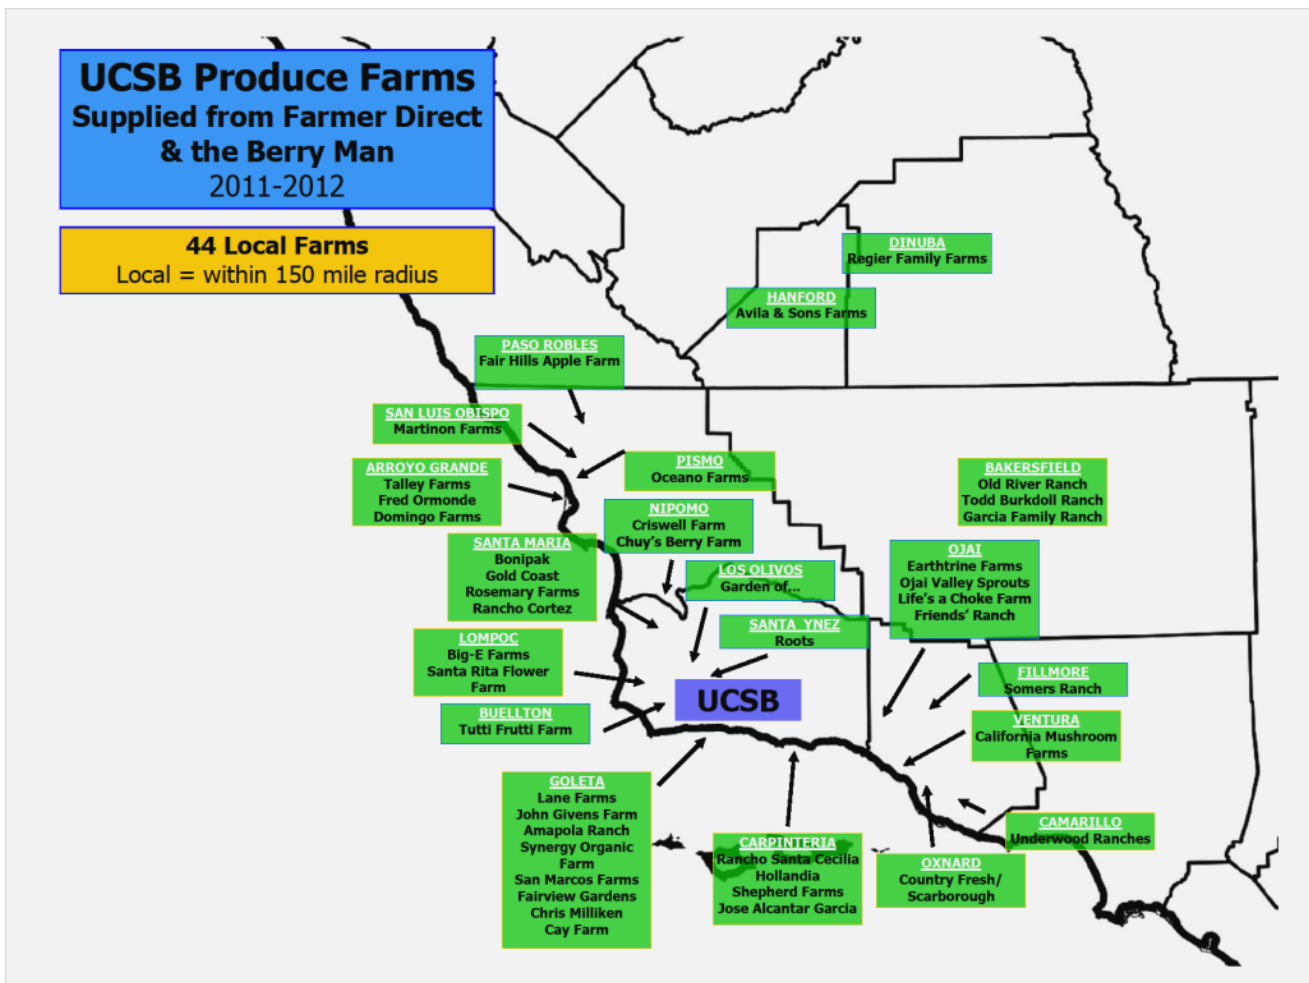 UCSB Produce Farms
Supplied from Farmer Direct
& the Berry Man
2011-2012
44 Local Farms
Local = within 150 mile radius
DINUBA
Regier Family Farms
HANFORD
Avila & Sons Farms
PASO ROBLES
Fair Hills Apple Farm
SAN LUIS OBISPO
Martinon Farms
ARROYO GRANDE
Talley Farms
Fred Ormonde
Domingo Farms
PISMO
Oceano Farms
BAKERSFIELD
Old River Ranch
Todd Burkdoll Ranch
Garcia Family Ranch
NIPOMO
Criswell Farm
Chuy's Berry Farm
SANTA MARIA
Bonipak
Gold Coast
Rosemary Farms
Rancho Cortez
LOS OLIVOS
Garden of...
OJAI
Earthtrine Farms
Ojai Valley Sprouts
Life's a Choke Farm
Friends' Ranch
SANTA YNEZ
Roots
LOMPOC
Big-E Farms
Santa Rita Flower
Farm
FILLMORE
Somers Ranch
UCSB
BUELLTON
Tutti Frutti Farm
VENTURA
California Mushroom
Farms
GOLETA
Lane Farms
John Givens Farm
Amapola Ranch
Synergy Organic
Farm
San Marcos Farms
Fairview Gardens
Chris Milliken
Cay Farm
CARPINTERIA
Rancho Santa Cecilia
Hollandia
Shepherd Farms
Jose Alcantar Garcia
OXNARD
Country Fresh/
Scarborough
CAMARILLO
Underwood Ranches